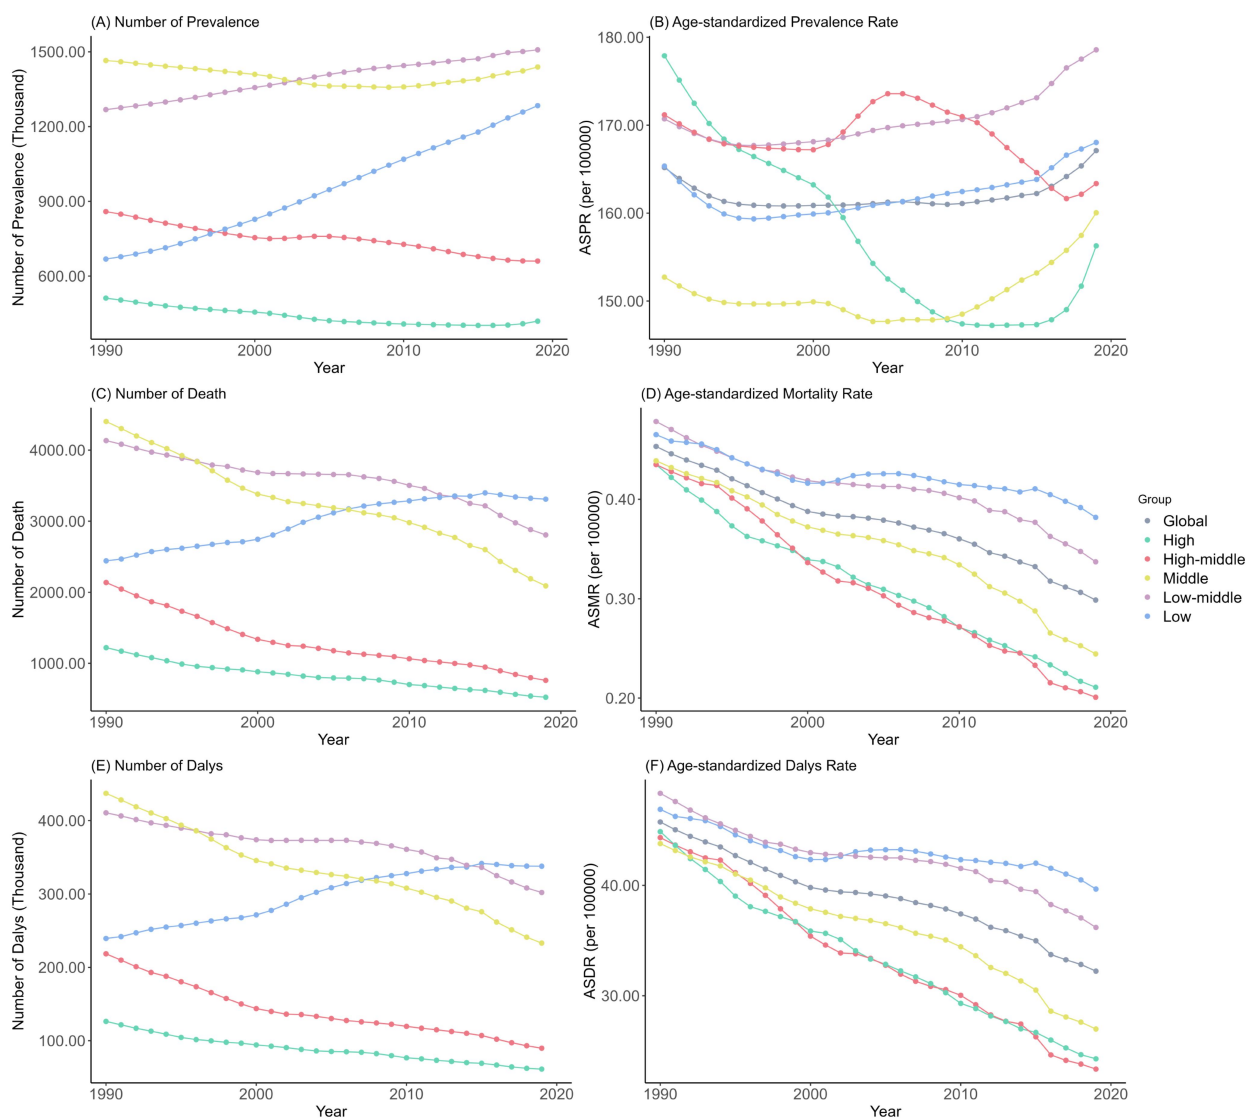 (A) Number of Prevalence
Number of Prevalence (Thousand)
1500.00
1200.00
900.00
600.00
1990
2000
2010
2020
Year
(B) Age-standardized Prevalence Rate
ASPR (per 100000)
180.00
170.00
160.00
150.00
1990
2000
2010
2020
Year
(C) Number of Death
Number of Death
4000.00
3000.00
2000.00
1000.00
1990
2000
2010
2020
Year
(D) Age-standardized Mortality Rate
ASMR (per 100000)
0.40
0.30
0.20
1990
2000
2010
2020
Year
Group
Global
High
High-middle
Middle
Low-middle
Low
(E) Number of Dalys
Number of Dalys (Thousand)
400.00
300.00
200.00
100.00
1990
2000
2010
2020
Year
(F) Age-standardized Dalys Rate
ASDR (per 100000)
40.00
30.00
1990
2000
2010
2020
Year